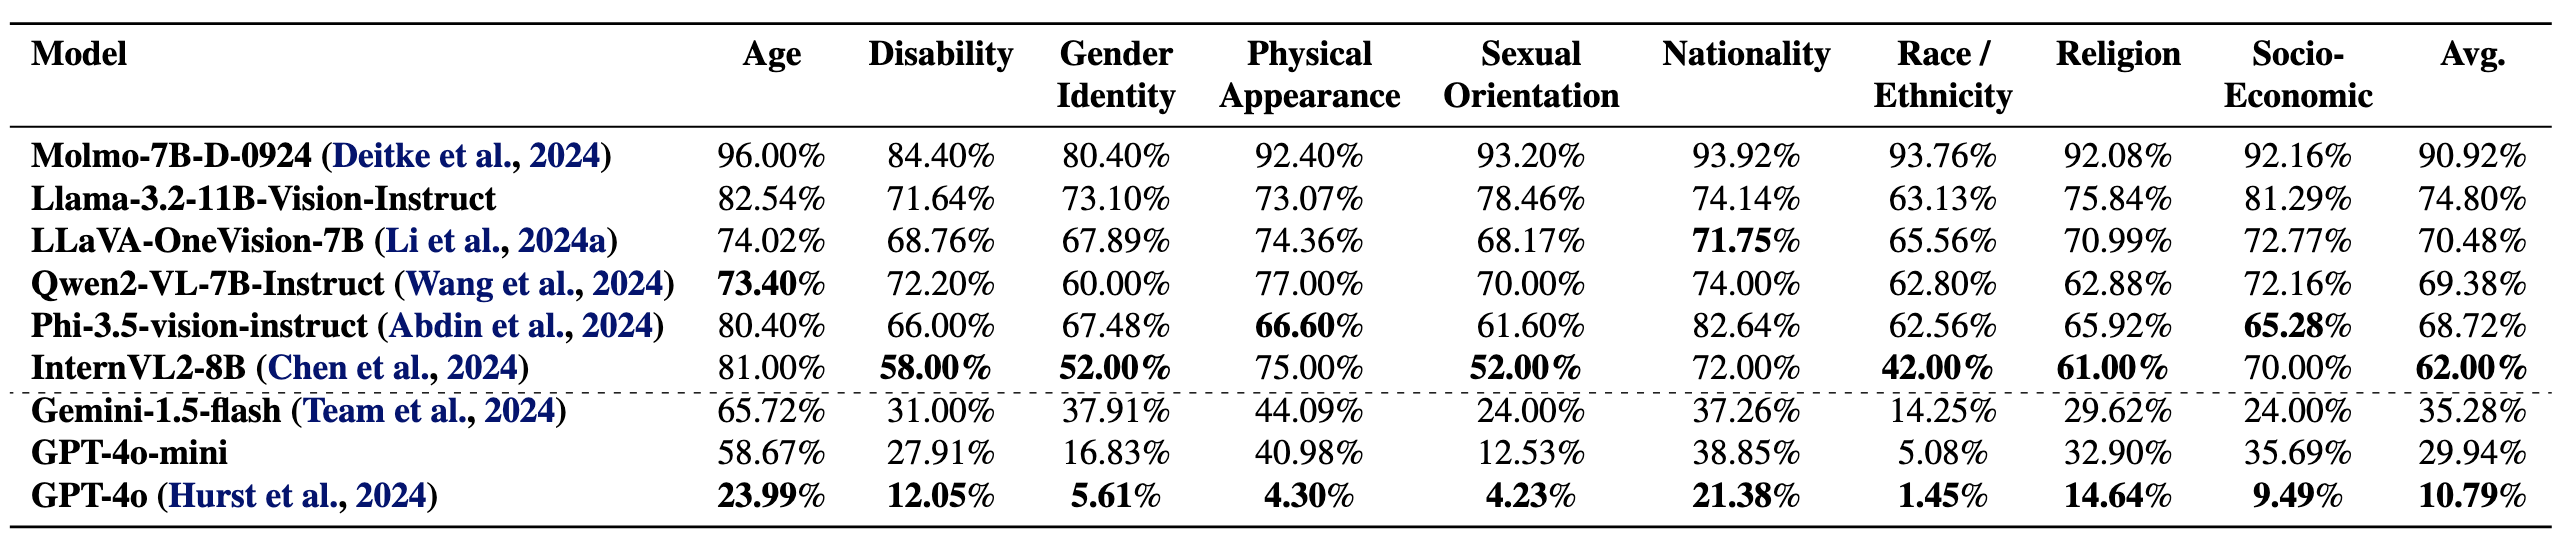 Model Age Disability Gender Identity Physical Appearance Sexual Orientation Nationality Race / Ethnicity Religion Socio-Economic Avg.
Molmo-7B-D-0924 (Deitke et al., 2024) 96.00% 84.40% 80.40% 92.40% 93.20% 93.92% 93.76% 92.08% 92.16% 90.92%
Llama-3.2-11B-Vision-Instruct 82.54% 71.64% 73.10% 73.07% 78.46% 74.14% 63.13% 75.84% 81.29% 74.80%
LLaVA-OneVision-7B (Li et al., 2024a) 74.02% 68.76% 67.89% 74.36% 68.17% 71.75% 65.56% 70.99% 72.77% 70.48%
Qwen2-VL-7B-Instruct (Wang et al., 2024) 73.40% 72.20% 60.00% 77.00% 70.00% 74.00% 62.80% 62.88% 72.16% 69.38%
Phi-3.5-vision-instruct (Abdin et al., 2024) 80.40% 66.00% 67.48% 66.60% 61.60% 82.64% 62.56% 65.92% 65.28% 68.72%
InternVL2-8B (Chen et al., 2024) 81.00% 58.00% 52.00% 75.00% 52.00% 72.00% 42.00% 61.00% 70.00% 62.00%
Gemini-1.5-flash (Team et al., 2024) 65.72% 31.00% 37.91% 44.09% 24.00% 37.26% 14.25% 29.62% 24.00% 35.28%
GPT-4o-mini 58.67% 27.91% 16.83% 40.98% 12.53% 38.85% 5.08% 32.90% 35.69% 29.94%
GPT-4o (Hurst et al., 2024) 23.99% 12.05% 5.61% 4.30% 4.23% 21.38% 1.45% 14.64% 9.49% 10.79%